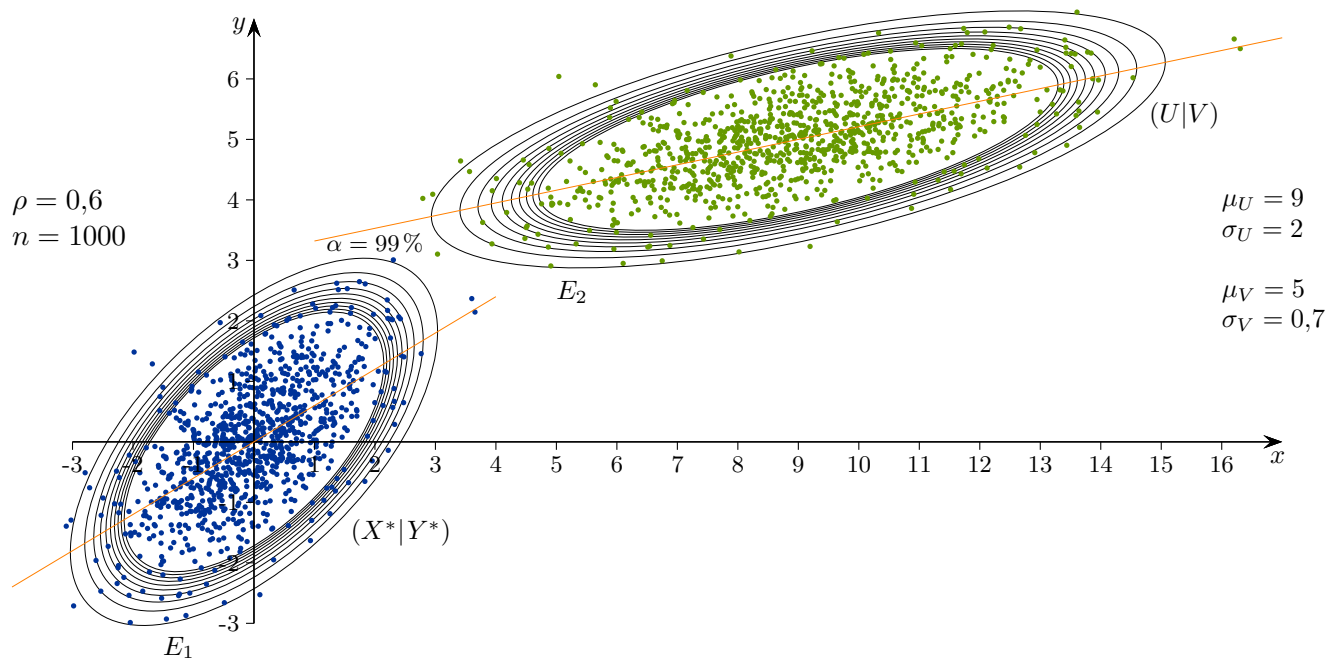 y
6
5
4
3
2
1
-1
-2
-3
-3 -2 -1 1 2 3 4 5 6 7 8 9 10 11 12 13 14 15 16
x
ρ = 0,6
n = 1000
α = 99 %
E₁
(X*|Y*)
E₂
(U|V)
μ_U = 9
σ_U = 2
μ_V = 5
σ_V = 0,7